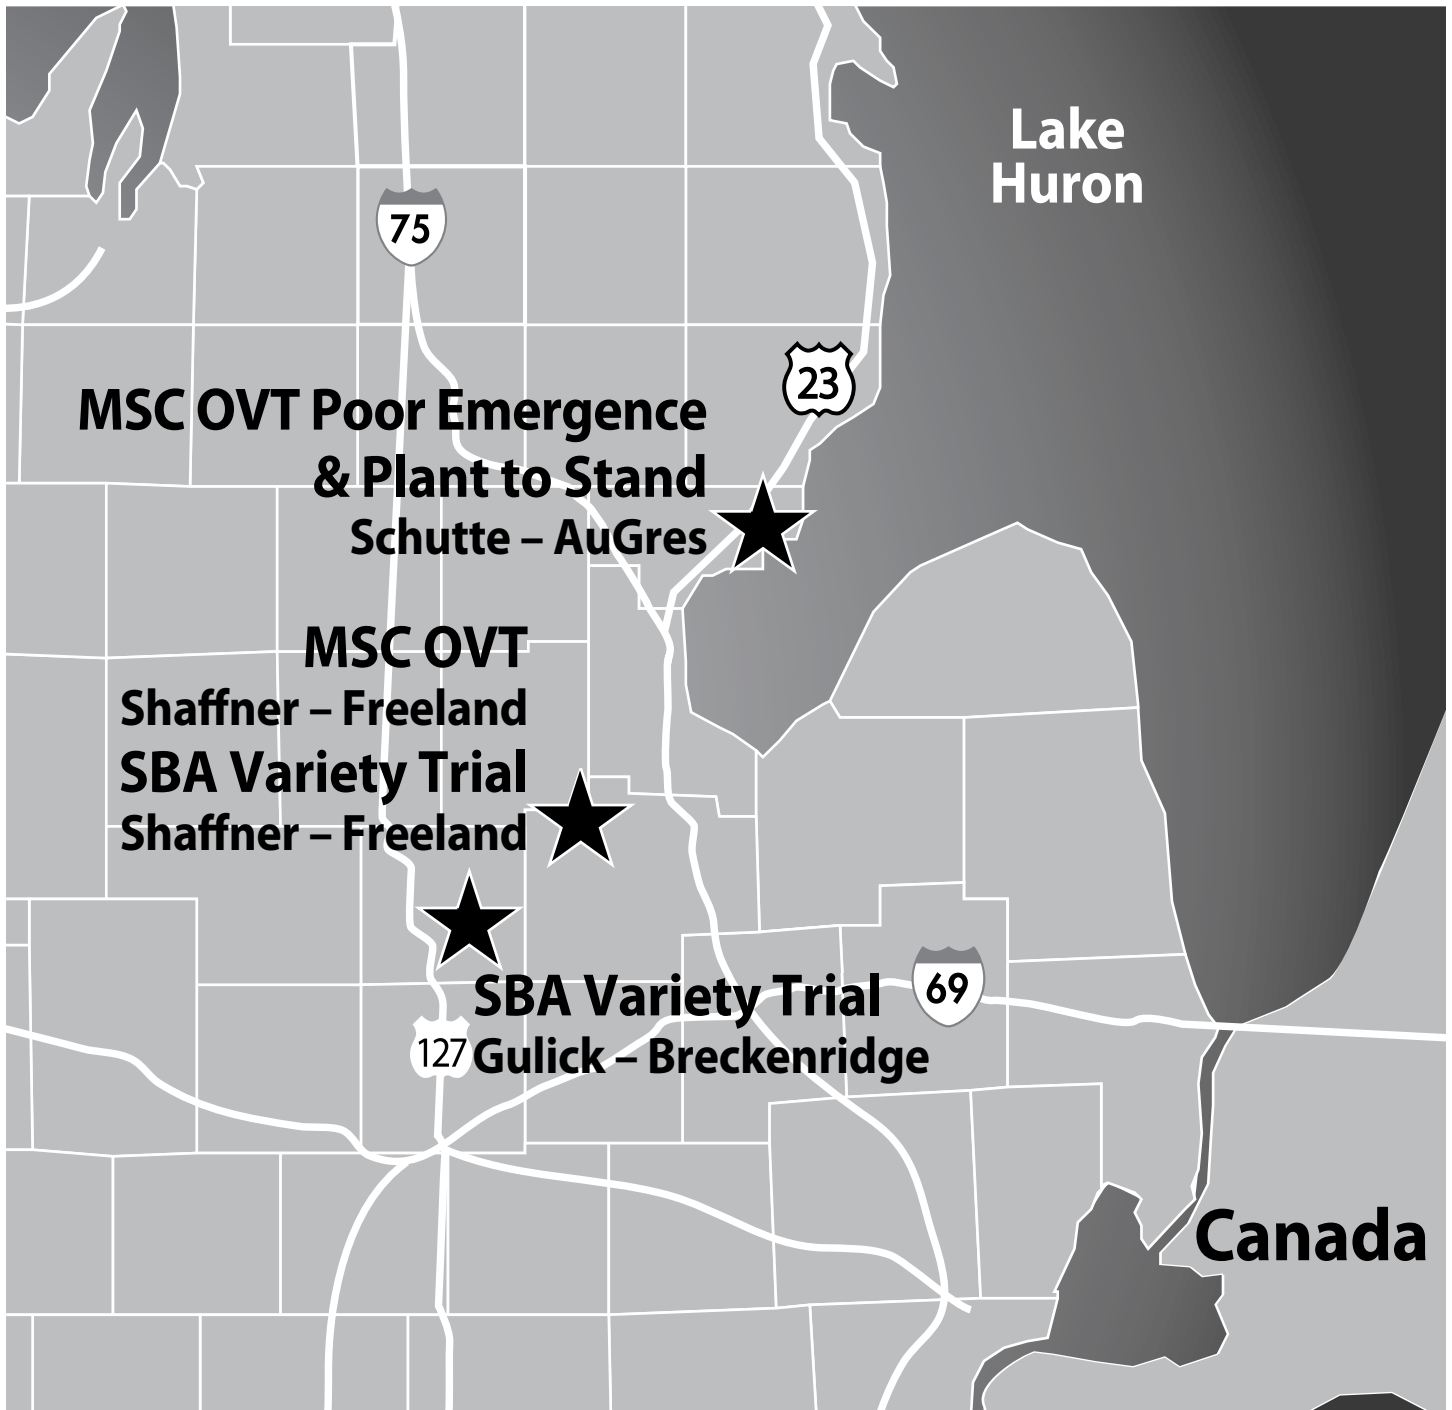 Lake
Huron
75
23
MSC OVT Poor Emergence
& Plant to Stand
Schutte – AuGres
MSC OVT
Shaffner – Freeland
SBA Variety Trial
Shaffner – Freeland
69
SBA Variety Trial
127
Gulick – Breckenridge
Canada